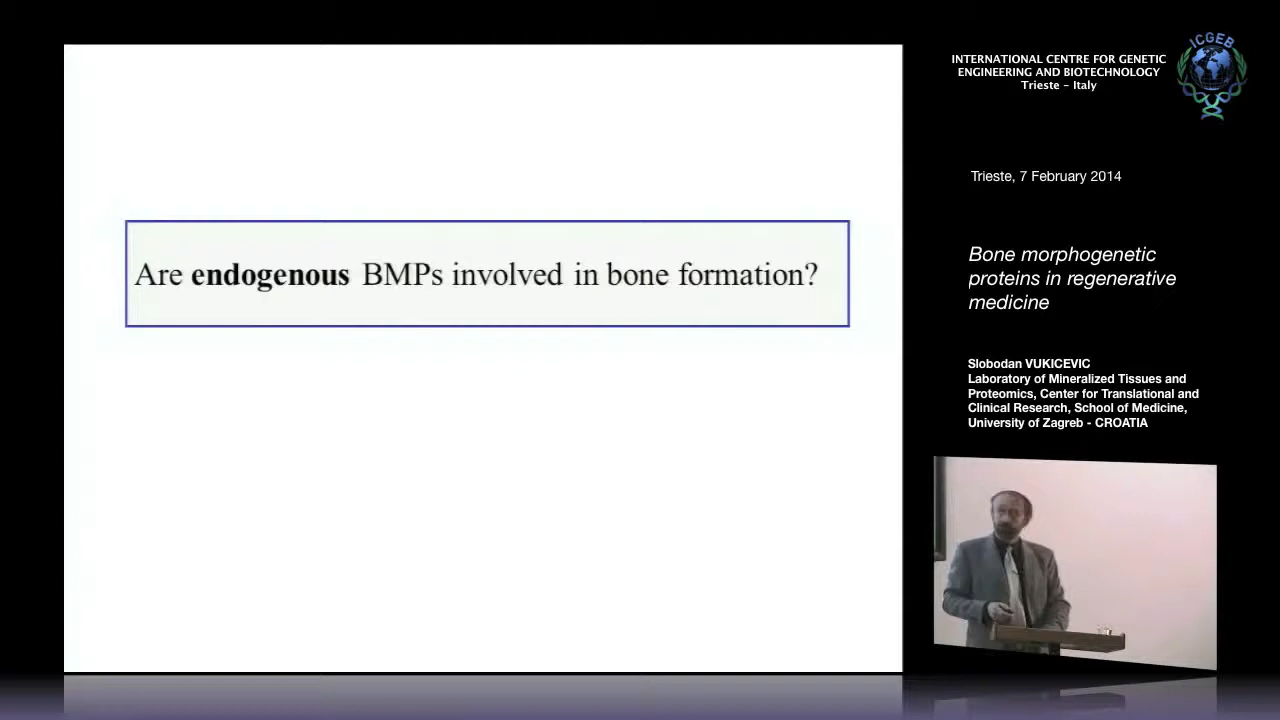 Are endogenous BMPs involved in bone formation?
INTERNATIONAL CENTRE FOR GENETIC
ENGINEERING AND BIOTECHNOLOGY
Trieste - Italy
ICGEB
Trieste, 7 February 2014
Bone morphogenetic
proteins in regenerative
medicine
Slobodan VUKICEVIC
Laboratory of Mineralized Tissues and
Proteomics, Center for Translational and
Clinical Research, School of Medicine,
University of Zagreb - CROATIA